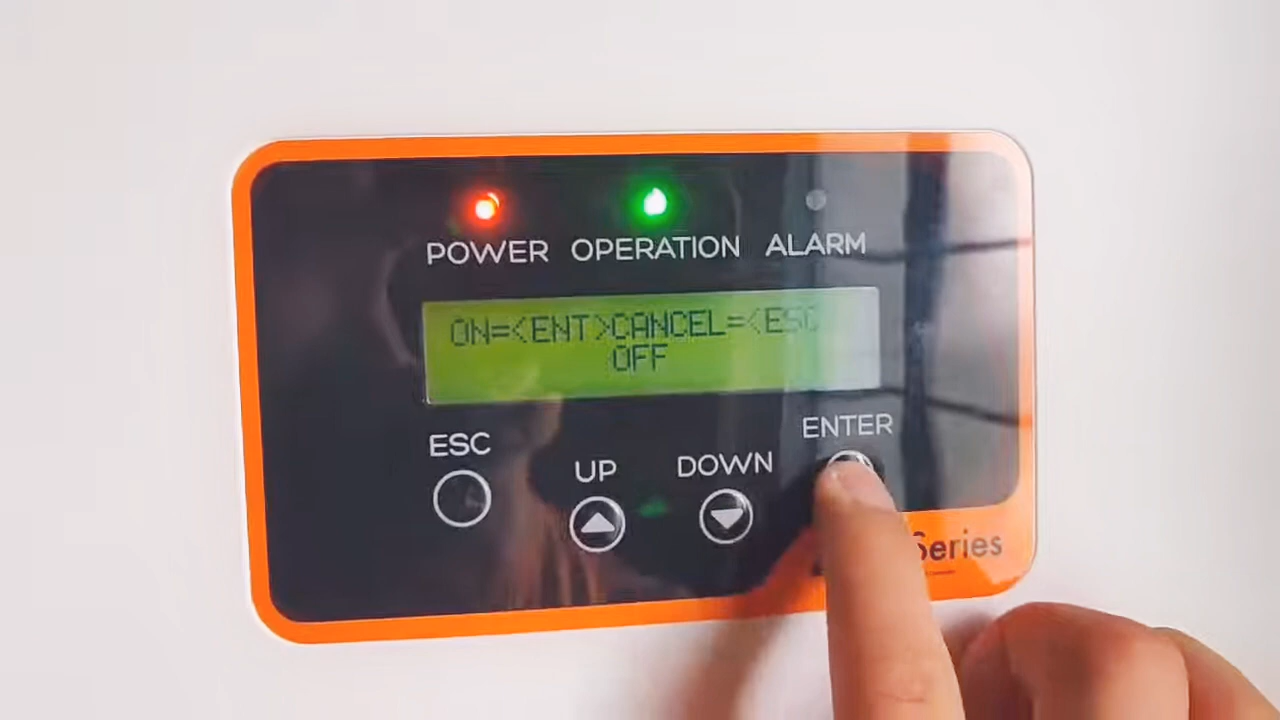 POWER OPERATION ALARM
ON=<ENT>CANCEL=<ESC
OFF
ESC UP DOWN ENTER
Series